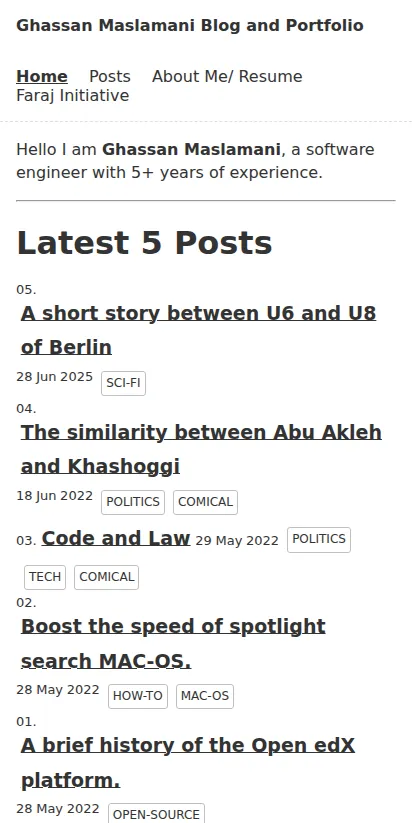 Ghassan Maslamani Blog and Portfolio
Home Posts About Me/ Resume
Faraj Initiative
Hello I am Ghassan Maslamani, a software
engineer with 5+ years of experience.
Latest 5 Posts
05.
A short story between U6 and U8
of Berlin
28 Jun 2025 SCI-FI
04.
The similarity between Abu Akleh
and Khashoggi
18 Jun 2022 POLITICS COMICAL
03. Code and Law 29 May 2022 POLITICS
TECH COMICAL
02.
Boost the speed of spotlight
search MAC-OS.
28 May 2022 HOW-TO MAC-OS
01.
A brief history of the Open edX
platform.
28 May 2022 OPEN-SOURCE